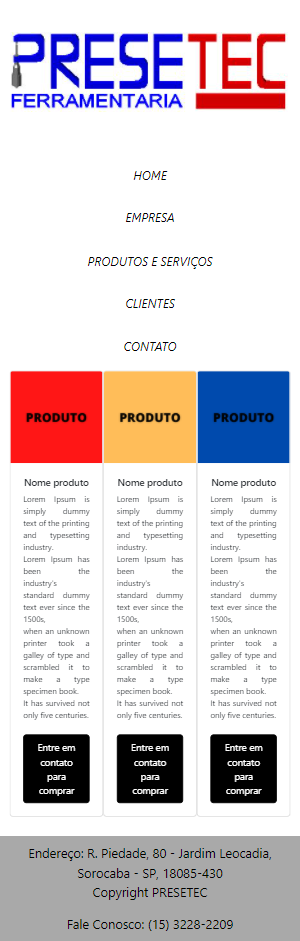 PRESETEC
FERRAMENTARIA
HOME
EMPRESA
PRODUTOS E SERVIÇOS
CLIENTES
CONTATO
PRODUTO
Nome produto
Lorem Ipsum is
simply dummy
text of the printing
and typesetting
industry.
Lorem Ipsum has
been the
industry's
standard dummy
text ever since the
1500s,
when an unknown
printer took a
galley of type and
scrambled it to
make a type
specimen book.
It has survived not
only five centuries.
Entre em
contato
para
comprar
PRODUTO
Nome produto
Lorem Ipsum is
simply dummy
text of the printing
and typesetting
industry.
Lorem Ipsum has
been the
industry's
standard dummy
text ever since the
1500s,
when an unknown
printer took a
galley of type and
scrambled it to
make a type
specimen book.
It has survived not
only five centuries.
Entre em
contato
para
comprar
PRODUTO
Nome produto
Lorem Ipsum is
simply dummy
text of the printing
and typesetting
industry.
Lorem Ipsum has
been the
industry's
standard dummy
text ever since the
1500s,
when an unknown
printer took a
galley of type and
scrambled it to
make a type
specimen book.
It has survived not
only five centuries.
Entre em
contato
para
comprar
Endereço: R. Piedade, 80 - Jardim Leocadia,
Sorocaba - SP, 18085-430
Copyright PRESETEC
Fale Conosco: (15) 3228-2209